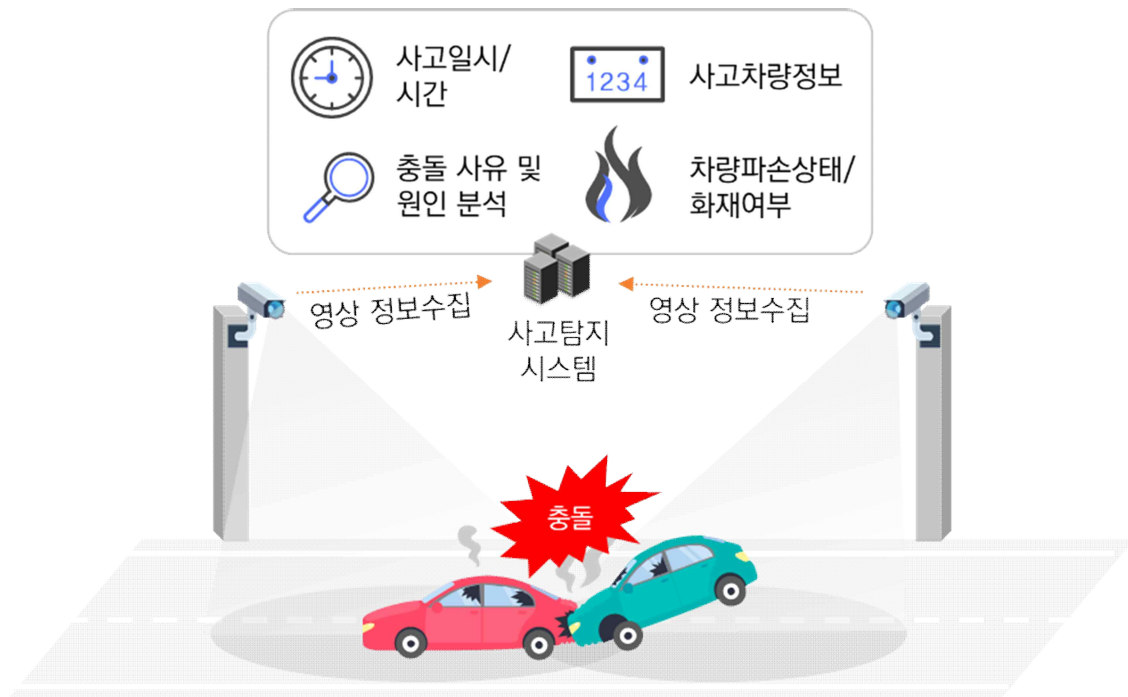 사고일시/
시간
1234
사고차량정보
충돌 사유 및
원인 분석
차량파손상태/
화재여부
영상 정보수집
영상 정보수집
사고탐지
시스템
충돌